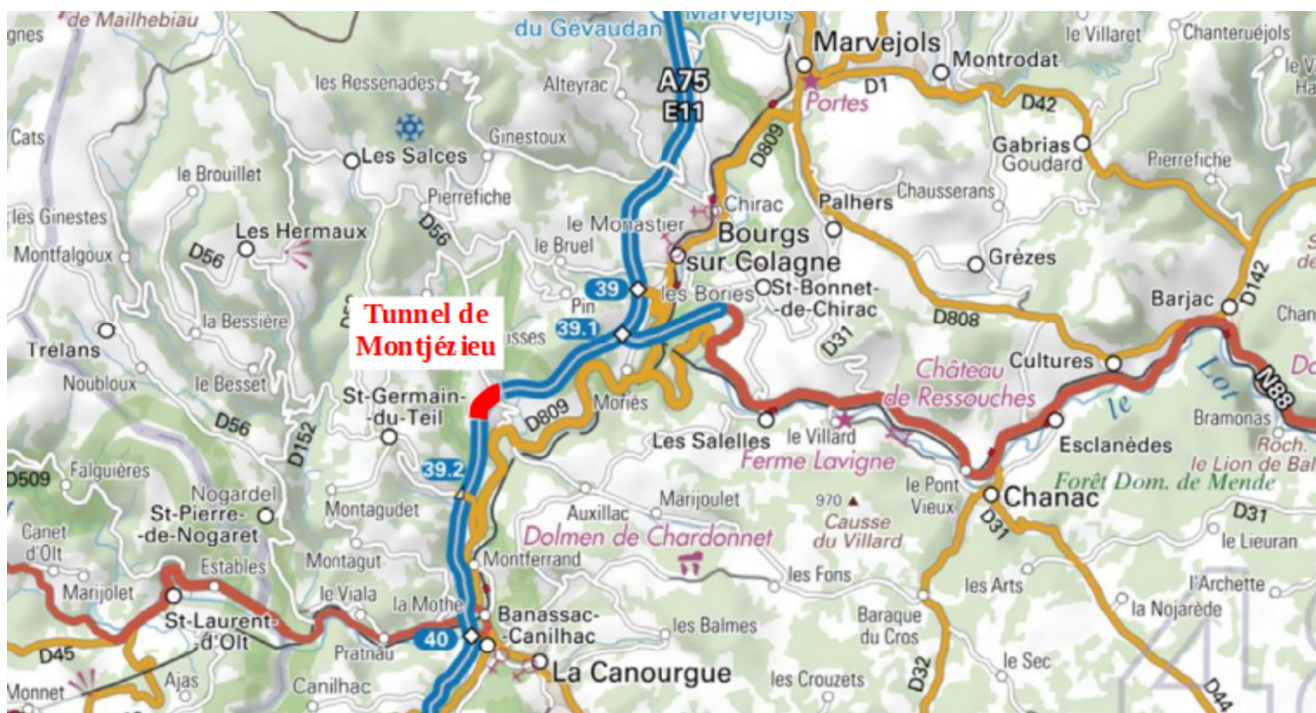 de Mailhebiau
du Gévaudan
Marvejols
le Villaret
Chanteruéjols
gnes
les Ressenades
Alteyrac
A75
E11
Marvejols
Portes
D1
Montrodat
D42
Cats
Ginestoux
Les Salces
D809
Gabrias
Goudard
Pierrefiche
le Brouillet
Pierrefiche
Chausserans
les Ginestes
D56
le Monastier
Chirac
Palhers
Les Hermaux
Montfalgoux
D56
le Bruel
Bourgs
sur Colagne
Grèzes
D142
39
Pin
les Bories
St-Bonnet-
-de-Chirac
Barjac
la Bessière
39.1
D808
D31
Tunnel de
Montjézieu
usses
Trélans
Noubloux
le Besset
St-Germain-
-du-Teil
Moriès
D809
Cultures
Château
de Ressouches
le Lot
N88
D56
D152
Les Salelles
le Villard
Ferme Lavigne
Esclanèdes
Bramonas
Roch.
le Lion de Bal
D509
Falguières
39.2
Nogardel
St-Pierre-
-de-Nogaret
Montagudet
Auxillac
Marijoulet
970
Causse
du Villard
le Pont
Vieux
Chanac
Forêt Dom. de Mende
D31
D31
le Lieuran
Canet
d'Olt
Dolmen de Chardonnet
Montagut
Montferrand
Marijolet
Estables
le Viala
la Mothe
les Fons
les Arts
l'Archette
St-Laurent-
-d'Olt
Banassac-
-Canilhac
les Balmes
Baraque
du Cros
la Nojarède
D45
Pratnau
40
Monnet
Ajas
Canilhac
La Canourgue
les Crouzets
D32
le Sec
D44